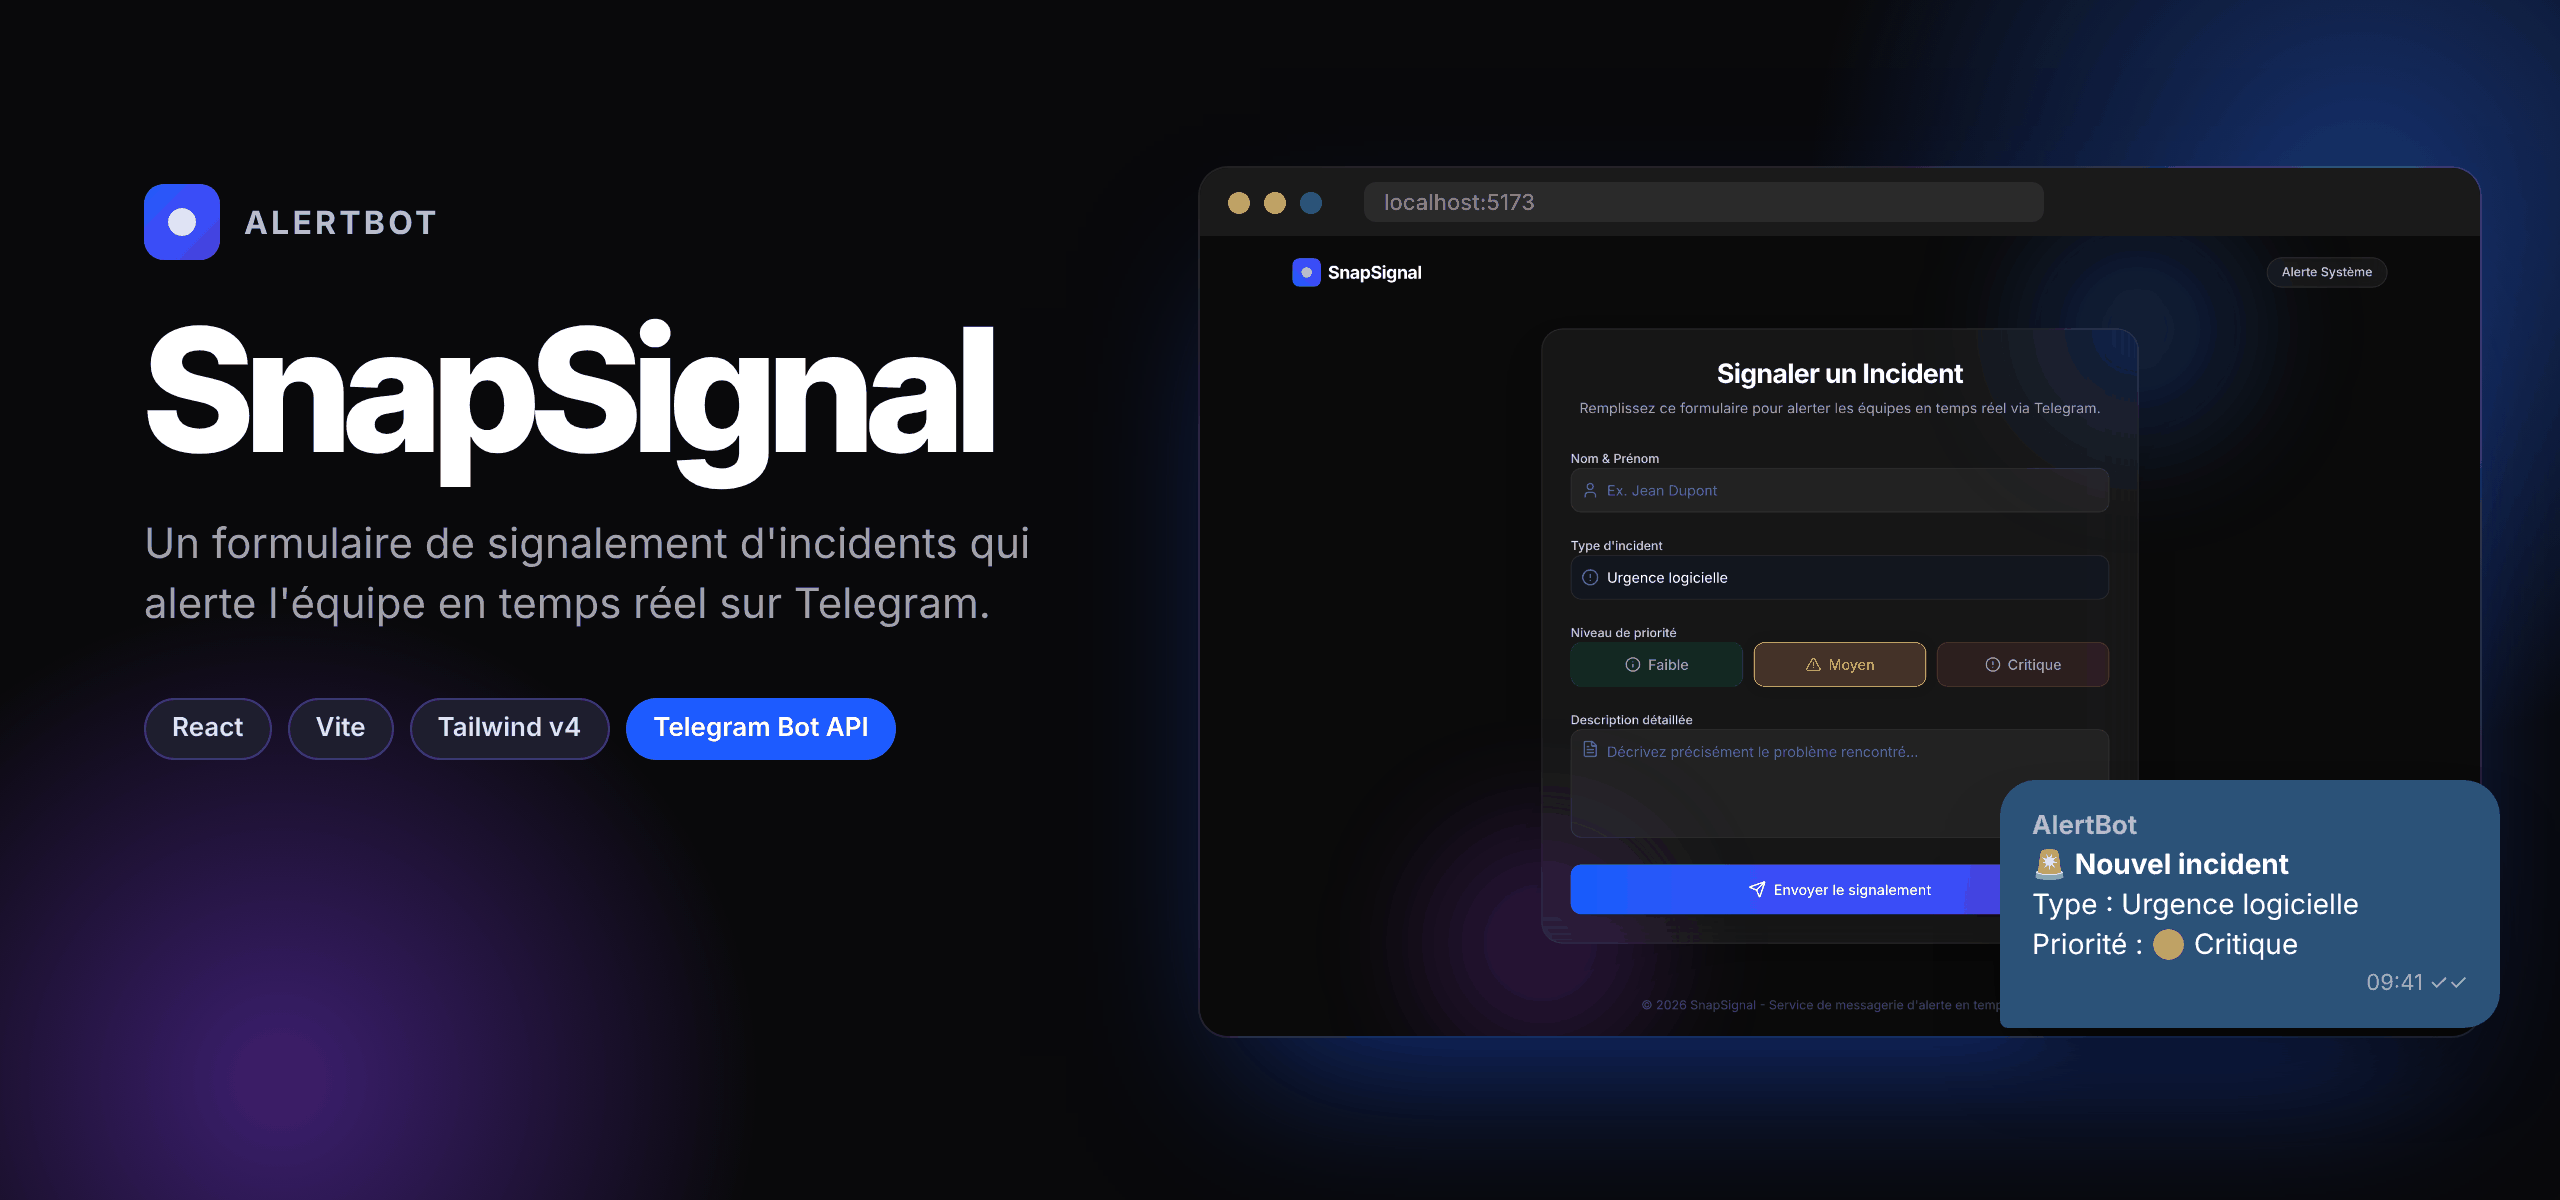 ALERTBOT
SnapSignal
Un formulaire de signalement d'incidents qui
alerte l'équipe en temps réel sur Telegram.
React
Vite
Tailwind v4
Telegram Bot API
localhost:5173
SnapSignal
Alerte Système
Signaler un Incident
Remplissez ce formulaire pour alerter les équipes en temps réel via Telegram.
Nom & Prénom
Ex. Jean Dupont
Type d'incident
Urgence logicielle
Niveau de priorité
Faible
Moyen
Critique
Description détaillée
Décrivez précisément le problème rencontré...
Envoyer le signalement
© 2026 SnapSignal - Service de messagerie d'alerte en temp
AlertBot
🚨 Nouvel incident
Type : Urgence logicielle
Priorité : Critique
09:41 ✓✓